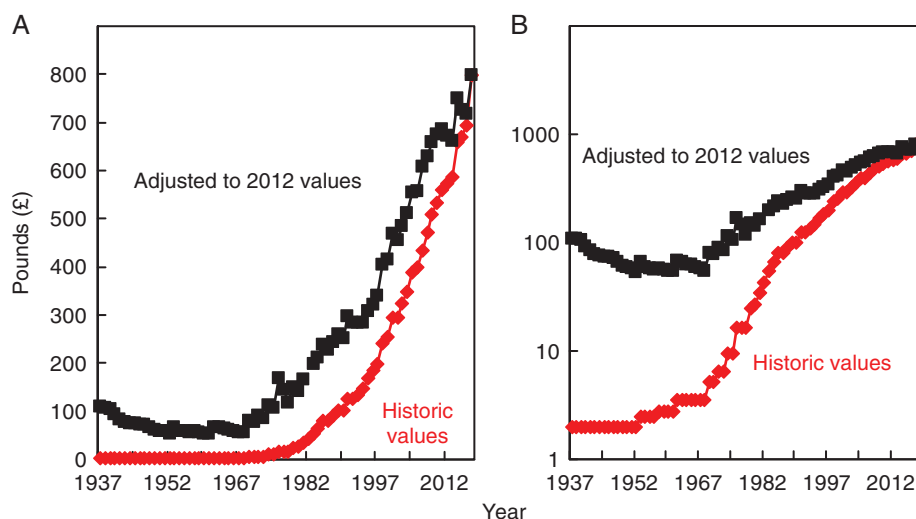 A
800
700
600
500
400
300
200
100
0
Pounds (£)
Adjusted to 2012 values
Historic
values
1937 1952 1967 1982 1997 2012
B
1000
100
10
1
Adjusted to 2012 values
Historic values
1937 1952 1967 1982 1997 2012
Year